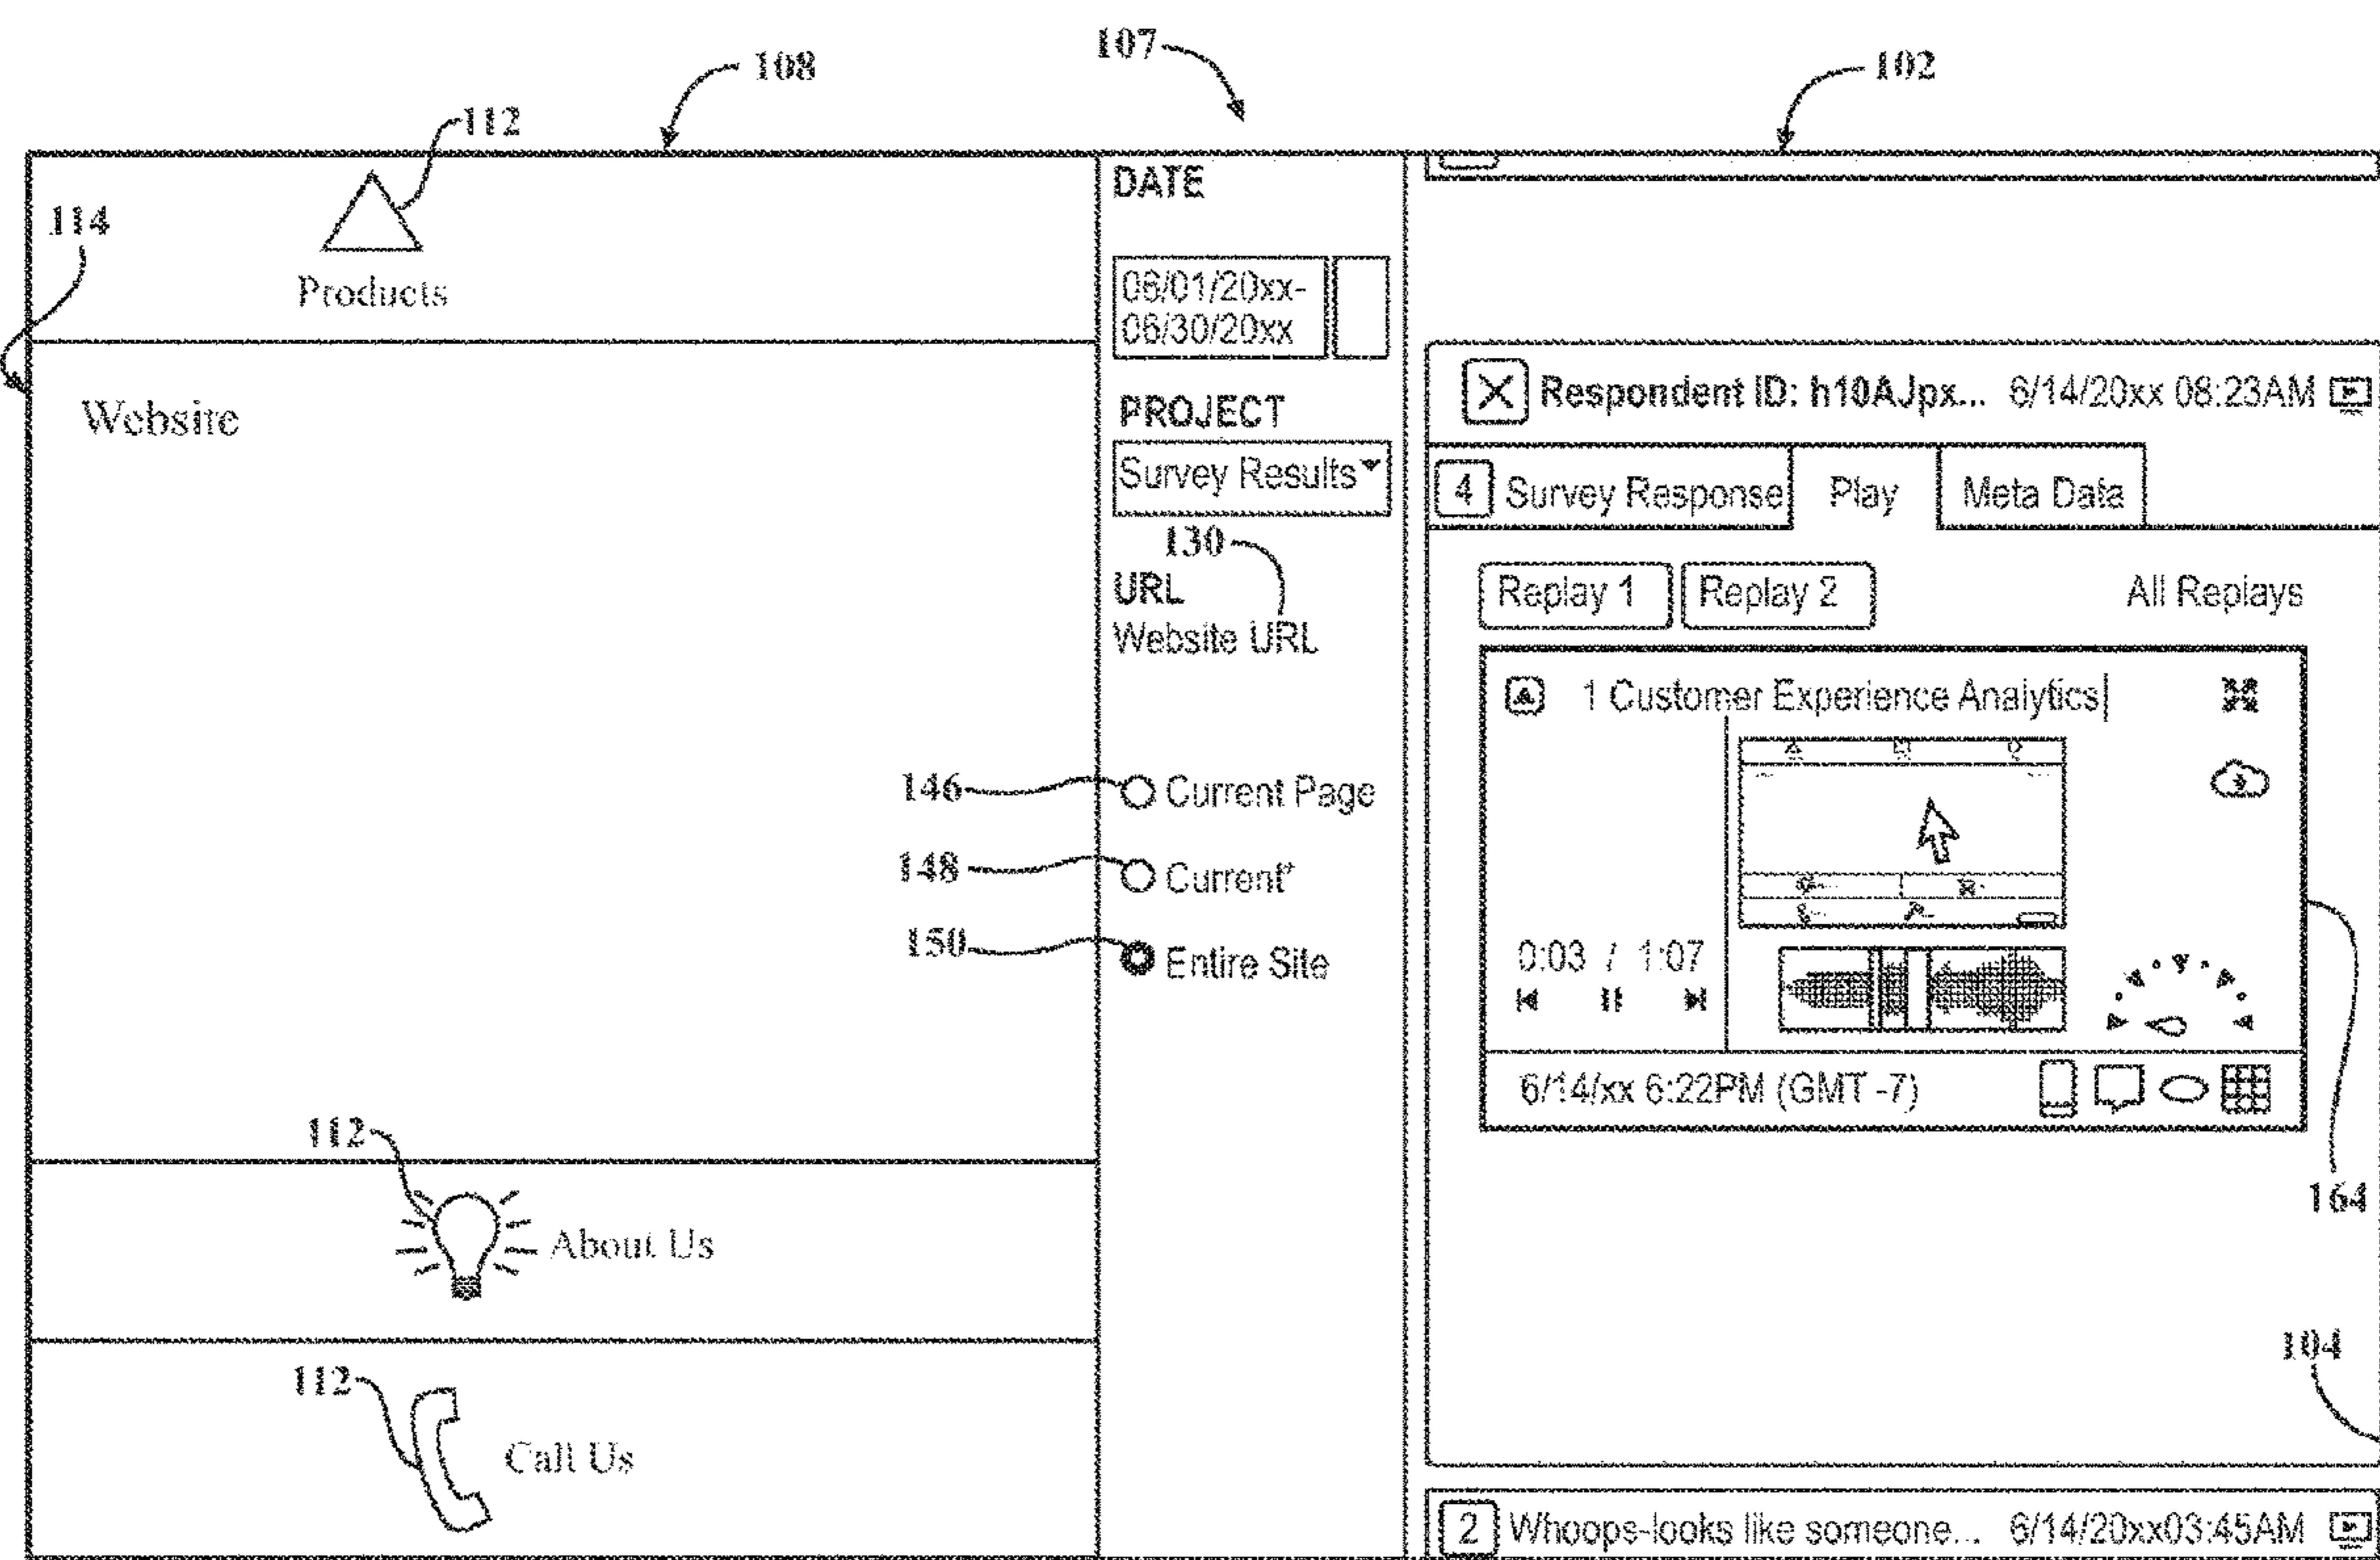 107
108
102
112
114
Products
Website
DATE
06/01/20xx-
06/30/20xx
PROJECT
Survey Results
130
URL
Website URL
146 Current Page
148 Current+
150 Entire Site
112
About Us
112
Call Us
Respondent ID: h10AJpx... 6/14/20xx 08:23AM
4 Survey Response Play Meta Data
Replay 1 Replay 2 All Replays
1 Customer Experience Analytics
0:03 / 1:07
6/14/xx 6:22PM (GMT -7)
164
104
2 Whoops-looks like someone... 6/14/20xx03:45AM